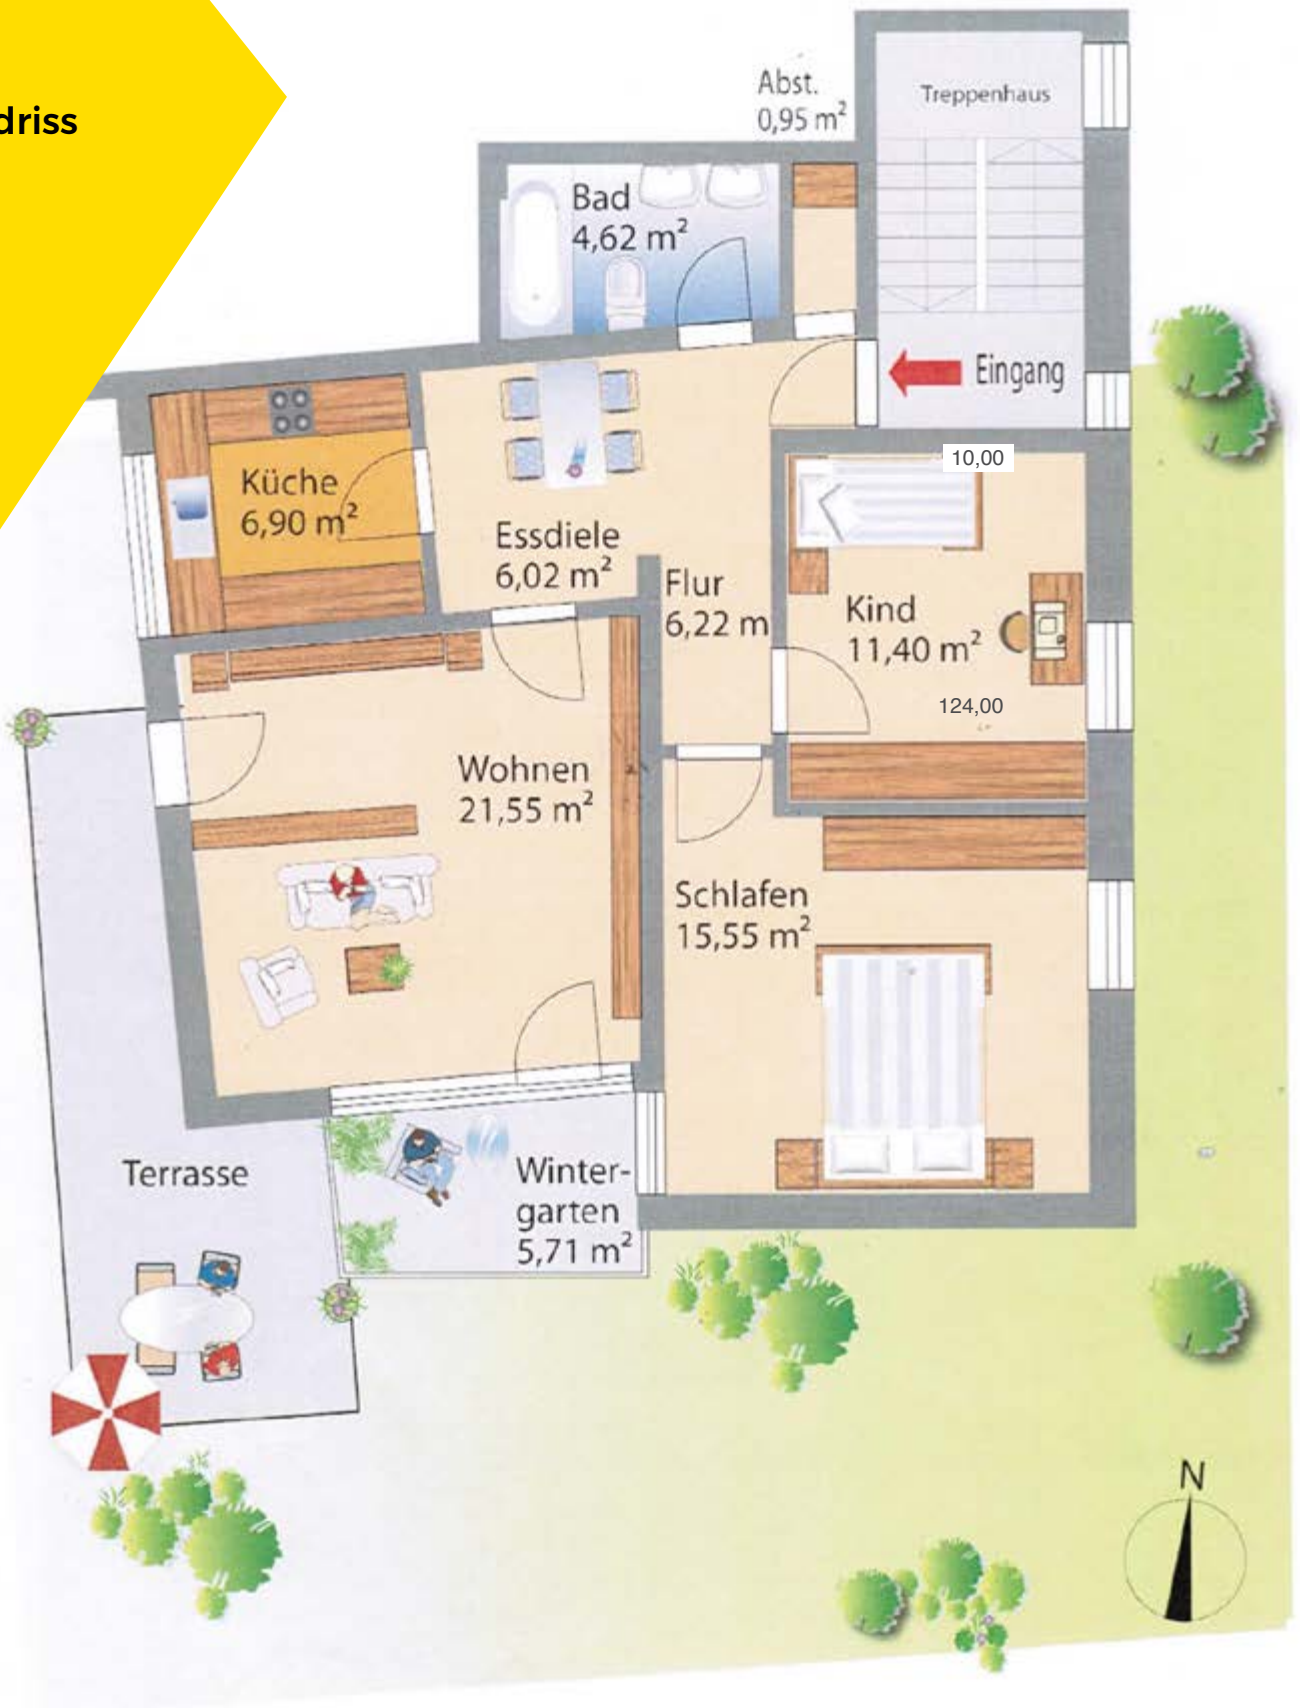 driss
Abst.
0,95 m²
Treppenhaus
Bad
4,62 m²
Eingang
10,00
Küche
6,90 m²
Essdiele
6,02 m²
Flur
6,22 m
Kind
11,40 m²
124,00
Wohnen
21,55 m²
Schlafen
15,55 m²
Terrasse
Winter-
garten
5,71 m²
N